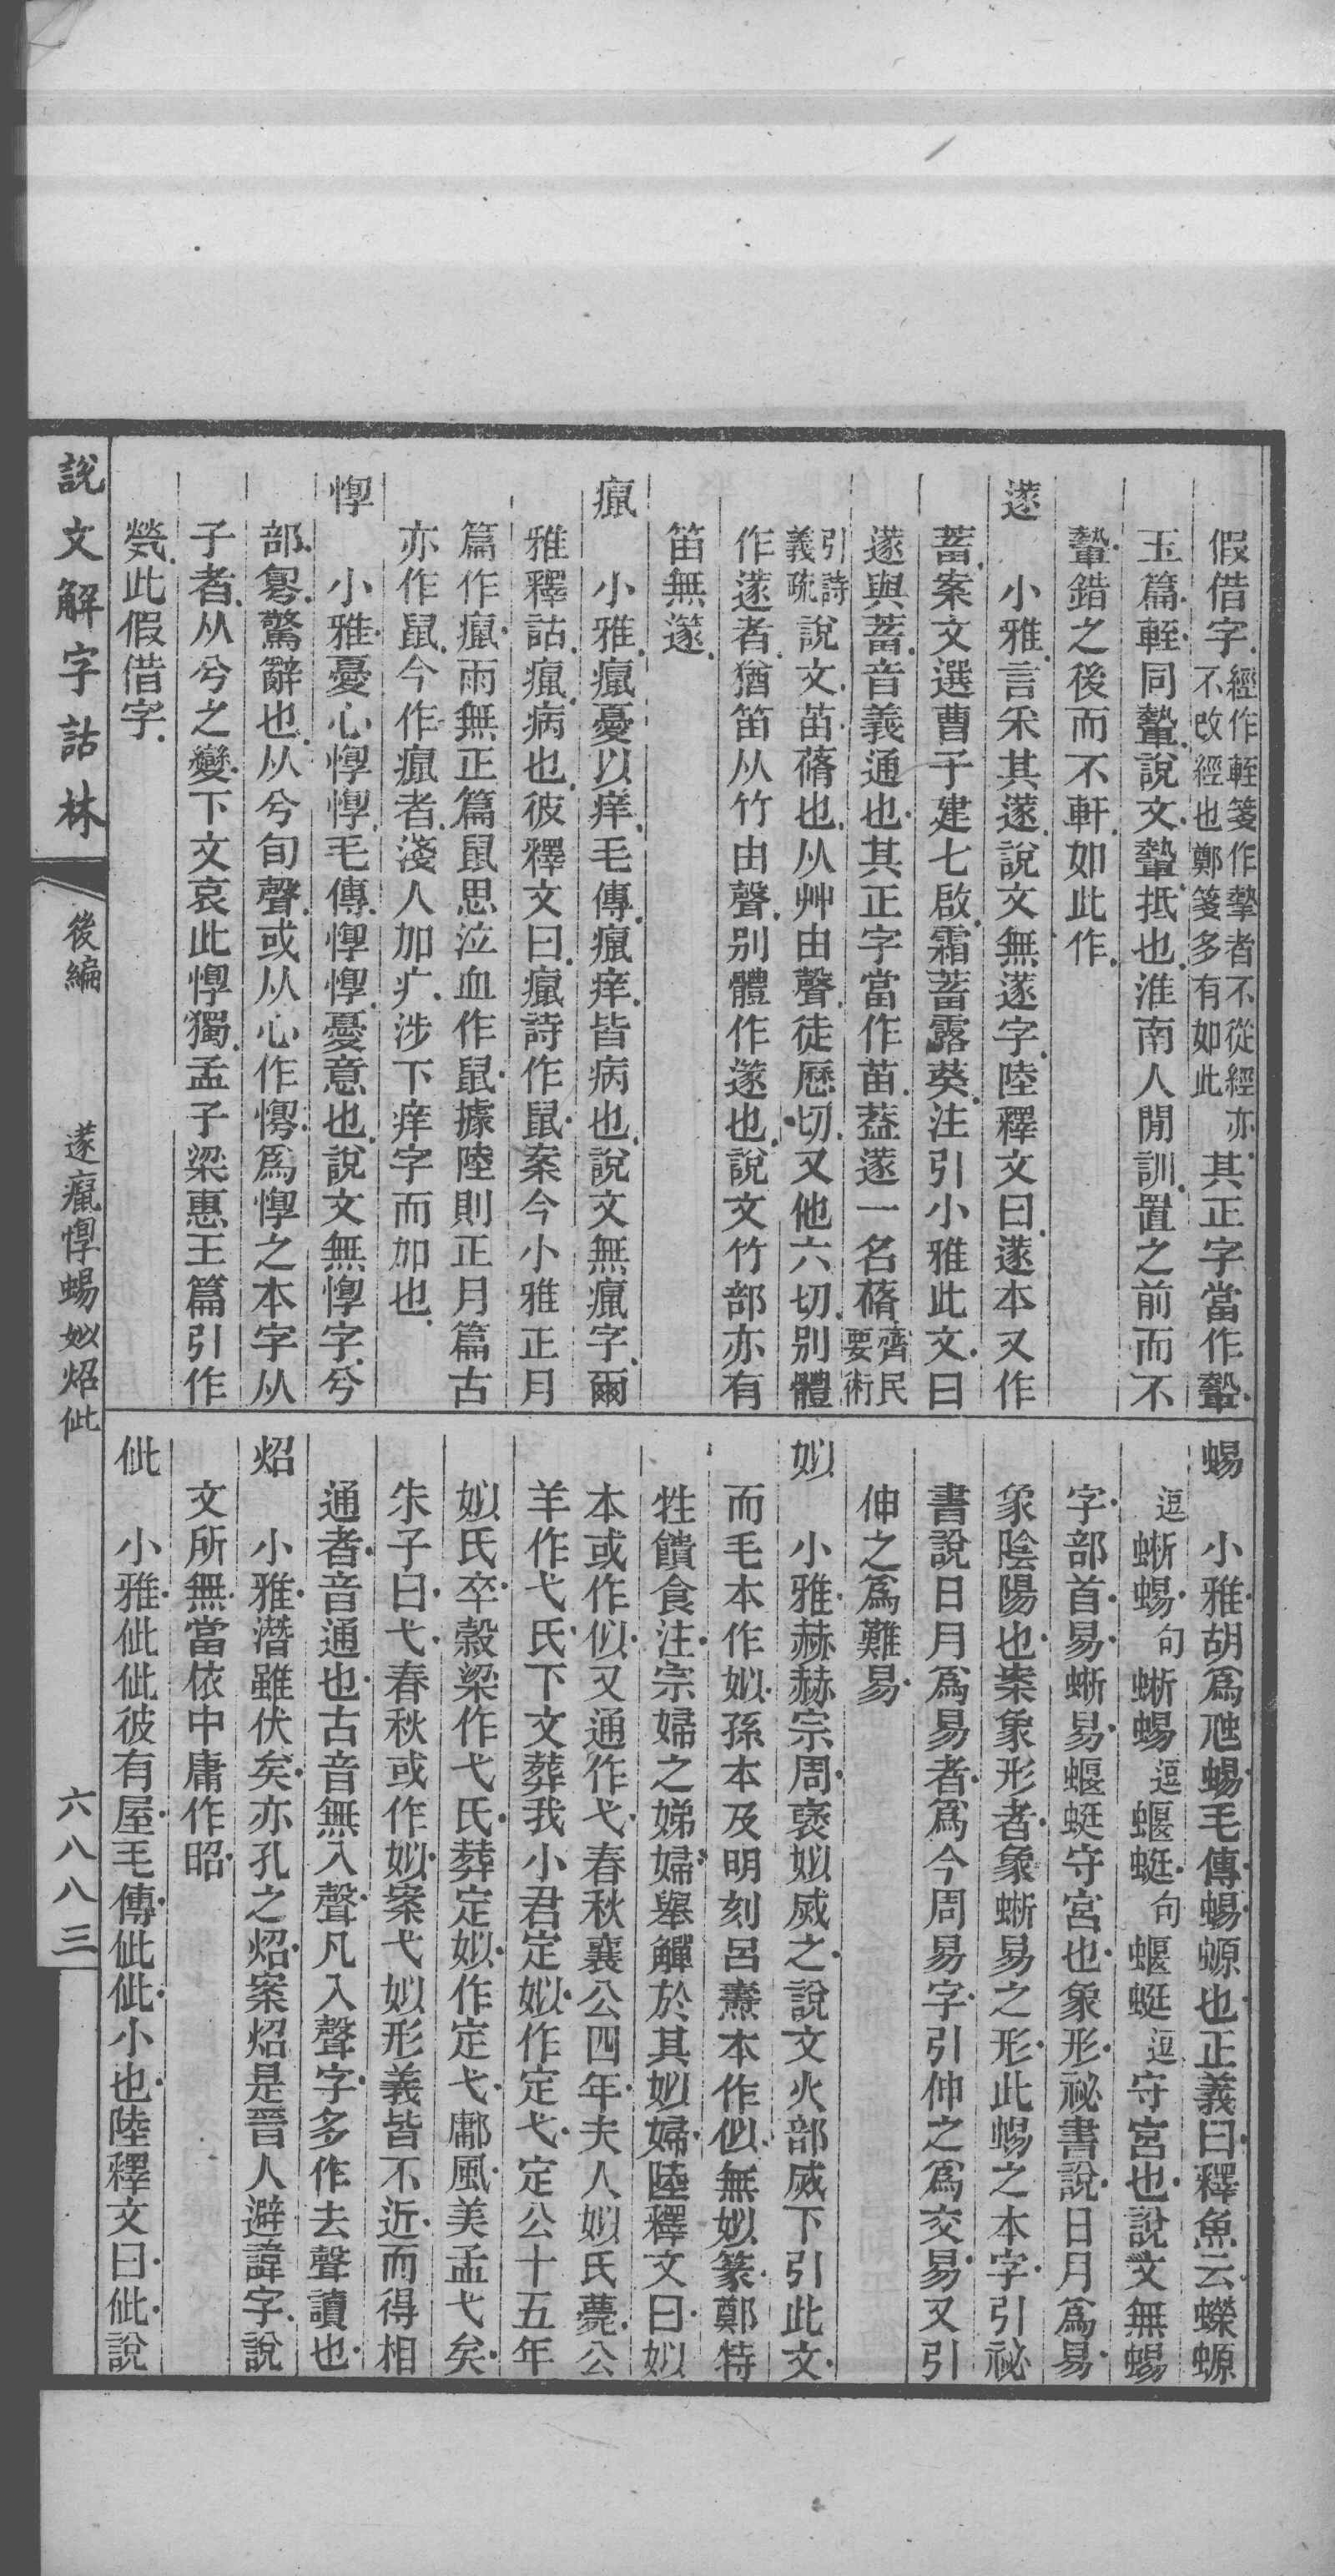 假借字經作輊箋作摯者不從經亦不改經也鄭箋多有如此其正字當作𨏿
玉篇輊同𨏿說文𨏿抵也淮南人閒訓置之前而不
𨏿錯之後而不軒如此作
蓫
小雅言采其蓫說文無蓫字陸釋文曰蓫本又作
蓄案文選曹子建七啟霜蓄露葵注引小雅此文曰
蓫與蓄音義通也其正字當作苗葢蓫一名蓨齊民要術
引詩義疏說文苗蓨也从艸由聲徒歷切又他六切別體
作蓫者猶笛从竹由聲別體作篴也說文竹部亦有
笛無篴
癙
小雅癙憂以痒毛傳癙痒皆病也說文無癙字爾
雅釋詁癙病也彼釋文曰癙詩作鼠案今小雅正月
篇作癙雨無正篇鼠思泣血作鼠據陸則正月篇古
亦作鼠今作癙者淺人加疒涉下痒字而加也
惸
小雅憂心惸惸毛傳惸惸憂意也說文無惸字兮
部㝁驚辭也从兮旬聲或从心作惸爲惸之本字从
子者从兮之變下文哀此惸獨孟子梁惠王篇引作
煢此假借字
蜴
小雅胡爲虺蜴毛傳蜴螈也正義曰釋魚云蠑螈
逗蜥蜴句蜥蜴逗蝘蜓句蝘蜓逗守宮也說文無蜴
字部首易蜥易蝘蜓守宮也象形祕書說日月爲易
象陰陽也案象形者象蜥易之形此蜴之本字引祕
書說日月爲易者爲今周易字引伸之爲交易又引
伸之爲難易
姒
小雅赫赫宗周褒姒烕之說文火部烕下引此文
而毛本作姒孫本及明刻呂燾本作似無姒篆鄭特
牲饋食注宗婦之娣婦舉觶於其姒婦陸釋文曰姒
本或作似又通作弋春秋襄公四年夫人姒氏薨公
羊作弋氏下文葬我小君定姒作定弋定公十五年
姒氏卒穀梁作弋氏葬定姒作定弋鄘風美孟弋矣
朱子曰弋春秋或作姒案弋姒形義皆不近而得相
通者音通也古音無入聲凡入聲字多作去聲讀也
炤
小雅潛雖伏矣亦孔之炤案炤是晉人避諱字說
文所無當依中庸作昭
佌
小雅佌佌彼有屋毛傳佌佌小也陸釋文曰佌說
說文解字詁林
後編
蓫癙惸蜴姒炤佌
六八八三